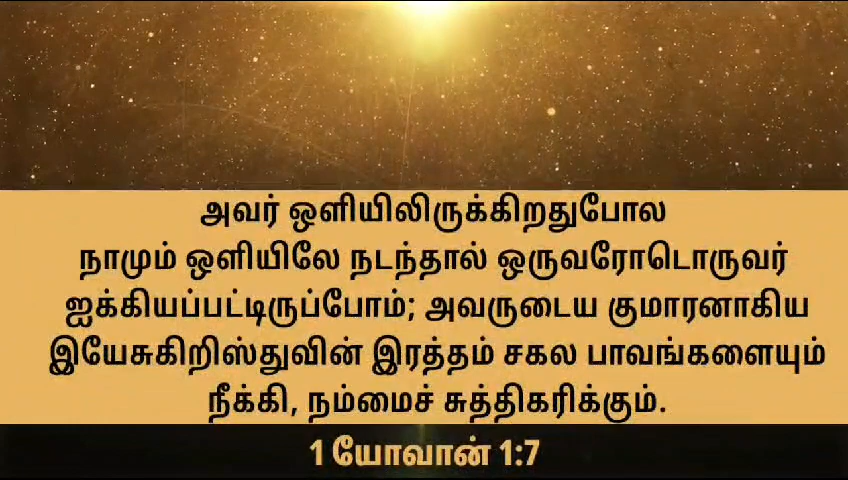 அவர் ஒளியிலிருக்கிறதுபோல
நாமும் ஒளியிலே நடந்தால் ஒருவரோடொருவர்
ஐக்கியப்பட்டிருப்போம்; அவருடைய குமாரனாகிய
இயேசுகிறிஸ்துவின் இரத்தம் சகல பாவங்களையும்
நீக்கி, நம்மைச் சுத்திகரிக்கும்.
1 யோவான் 1:7